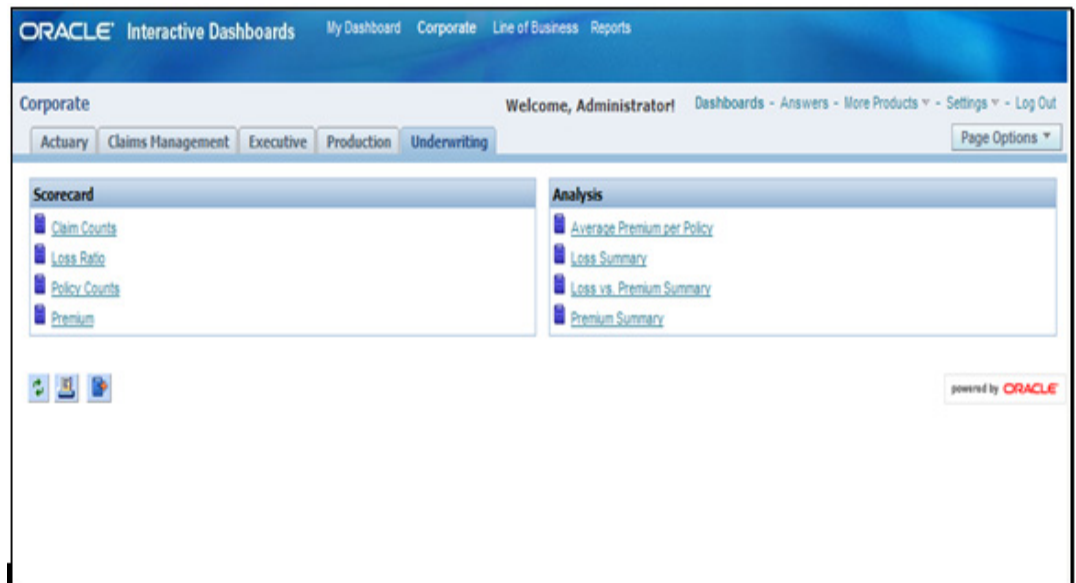 ORACLE Interactive Dashboards My Dashboard Corporate Line of Business Reports
Corporate Welcome, Administrator! Dashboards - Answers - More Products - Settings - Log Out
Actuary Claims Management Executive Production Underwriting Page Options
Scorecard
Claim Counts
Loss Ratio
Policy Counts
Premium
Analysis
Average Premium per Policy
Loss Summary
Loss vs. Premium Summary
Premium Summary
powered by ORACLE